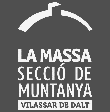 LA MASSA
SECCIÓ DE
MUNTANYA
VILASSAR DE DALT